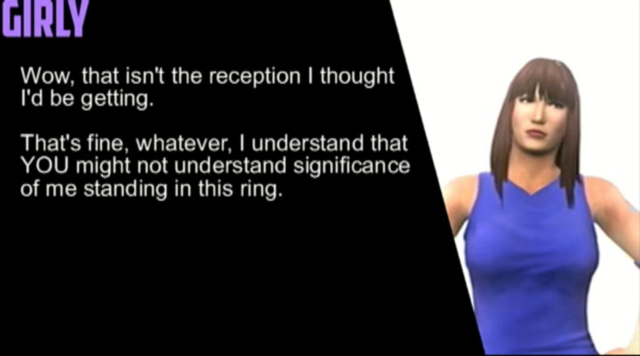 GIRLY
Wow, that isn't the reception I thought
I'd be getting.
That's fine, whatever, I understand that
YOU might not understand significance
of me standing in this ring.